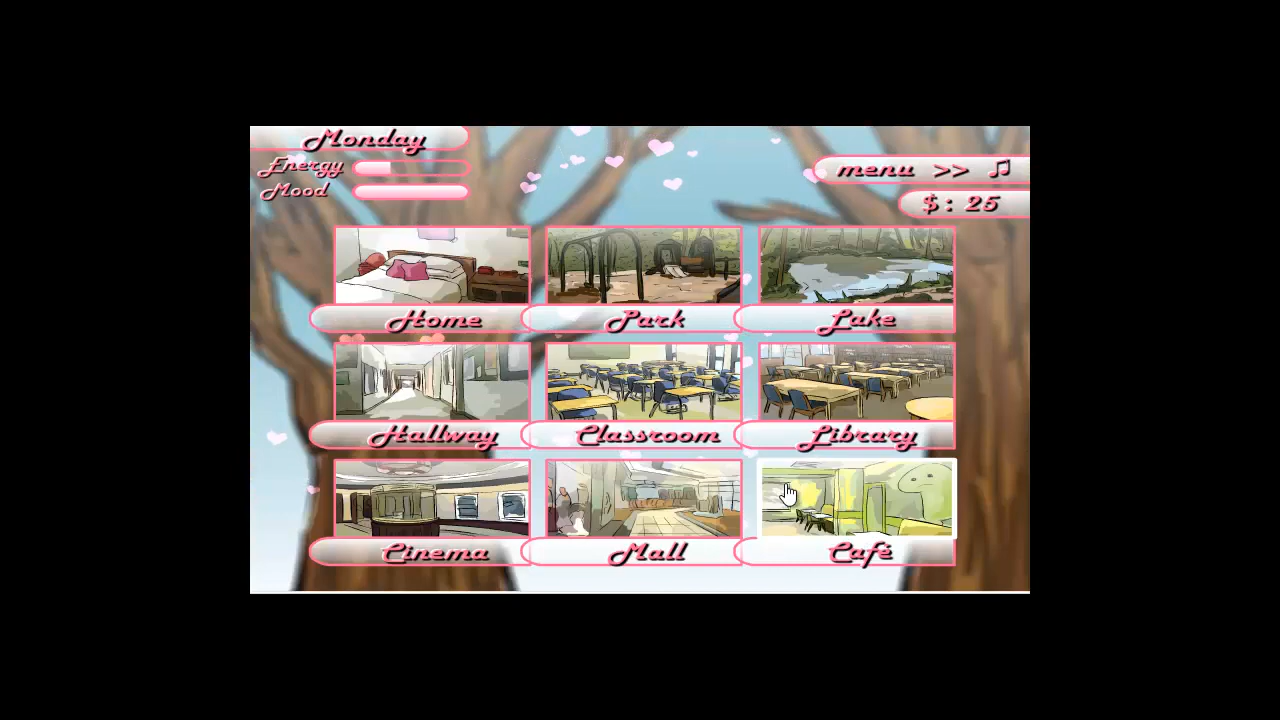 Monday
Energy
Mood
menu >> ♫
$: 25
Home
Park
Lake
Hallway
Classroom
Library
Cinema
Mall
Café